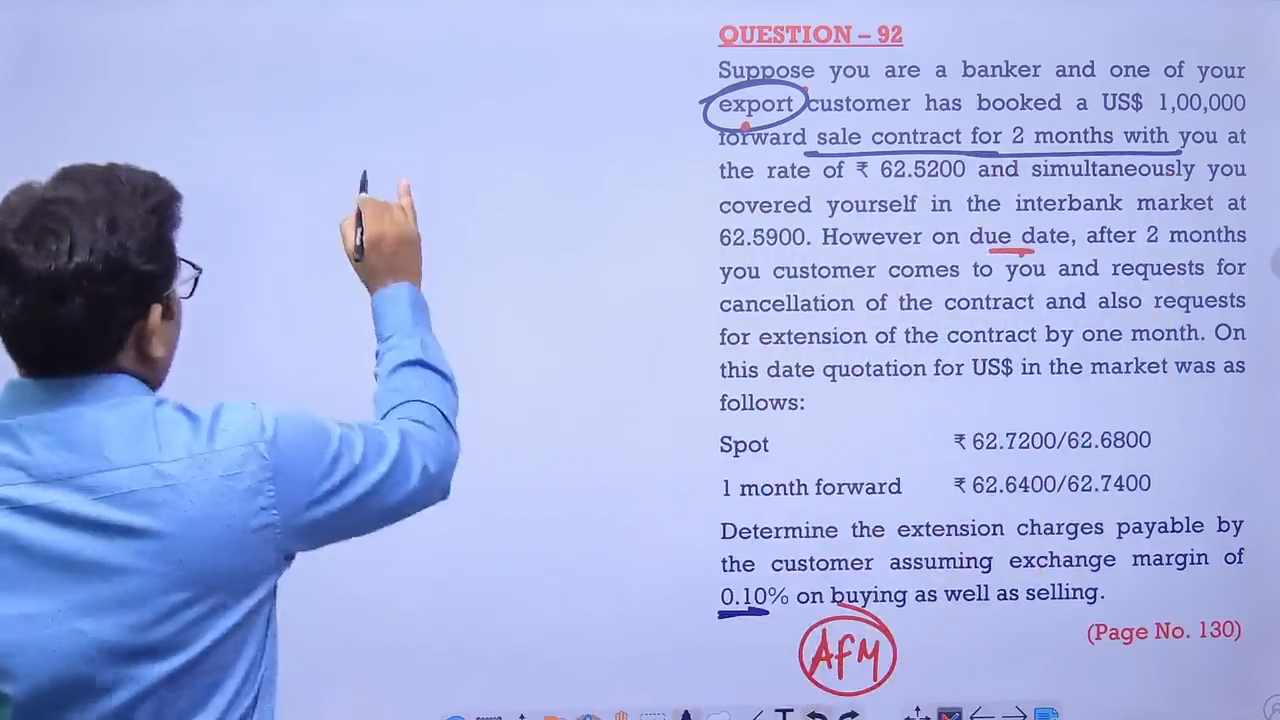 QUESTION – 92
Suppose you are a banker and one of your
export customer has booked a US$ 1,00,000
forward sale contract for 2 months with you at
the rate of ₹ 62.5200 and simultaneously you
covered yourself in the interbank market at
62.5900. However on due date, after 2 months
you customer comes to you and requests for
cancellation of the contract and also requests
for extension of the contract by one month. On
this date quotation for US$ in the market was as
follows:
Spot ₹ 62.7200/62.6800
1 month forward ₹ 62.6400/62.7400
Determine the extension charges payable by
the customer assuming exchange margin of
0.10% on buying as well as selling.
(Page No. 130)
AFM